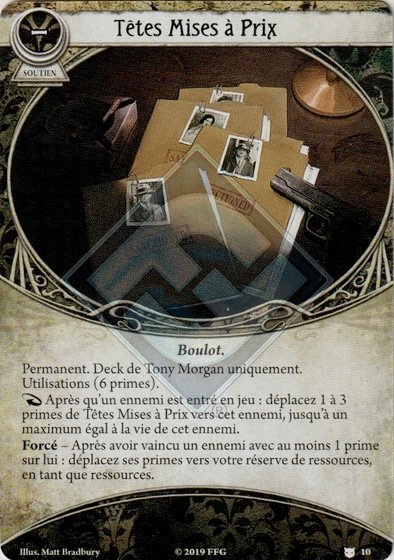 Têtes Mises à Prix
SOUTIEN
Boulot.
Permanent. Deck de Tony Morgan uniquement.
Utilisations (6 primes).
Après qu'un ennemi est entré en jeu : déplacez 1 à 3
primes de Têtes Mises à Prix vers cet ennemi, jusqu'à un
maximum égal à la vie de cet ennemi.
Forcé – Après avoir vaincu un ennemi avec au moins 1 prime
sur lui : déplacez ses primes vers votre réserve de ressources,
en tant que ressources.
Illus. Matt Bradbury
© 2019 FFG
10